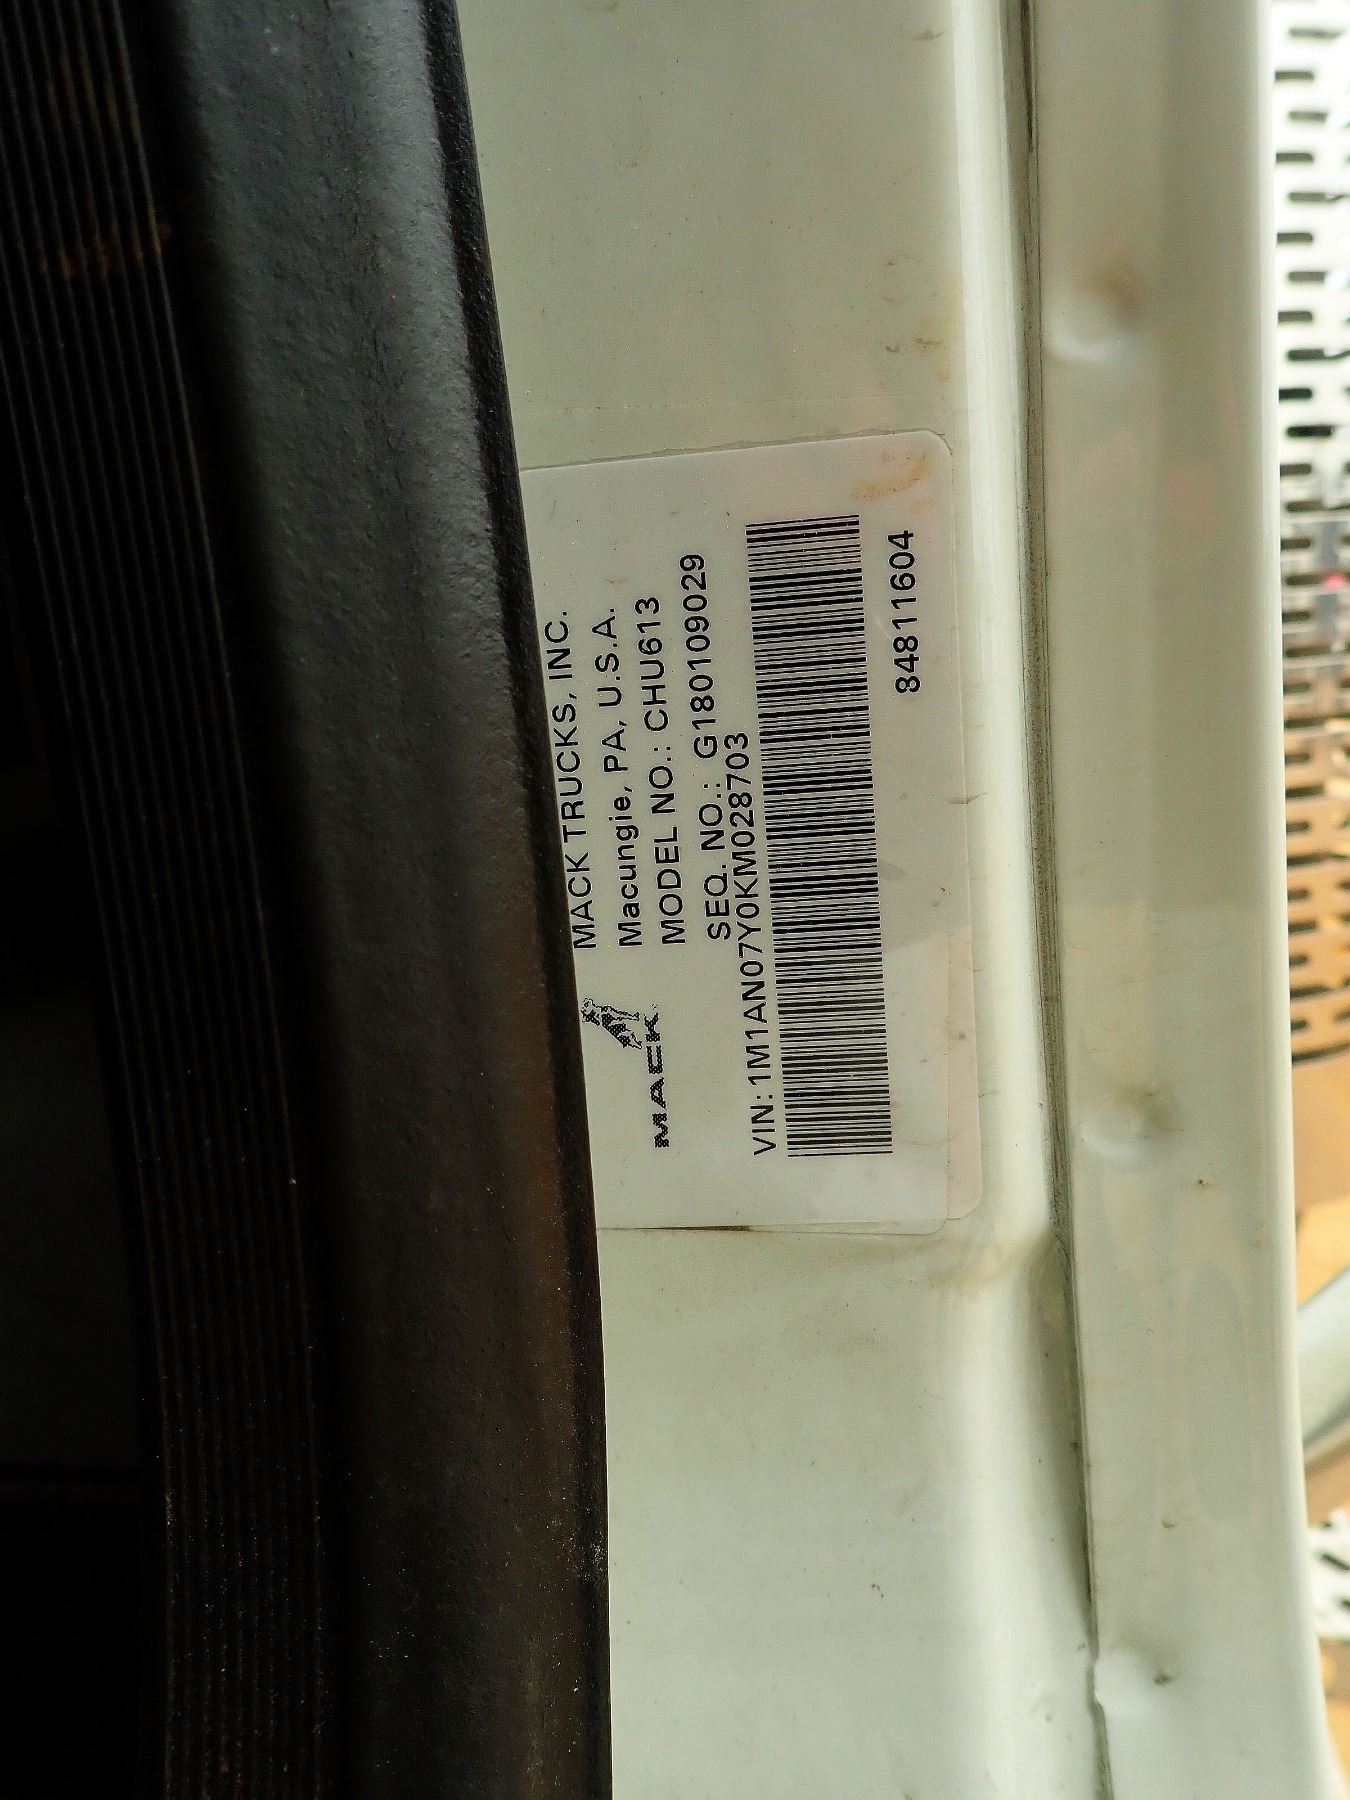 MACK TRUCKS, INC.
Macungie, PA, U.S.A.
MODEL NO.: CHU613
SEQ. NO.: G180109029
MACK
VIN: 1M1AN07Y0KM028703
84811604